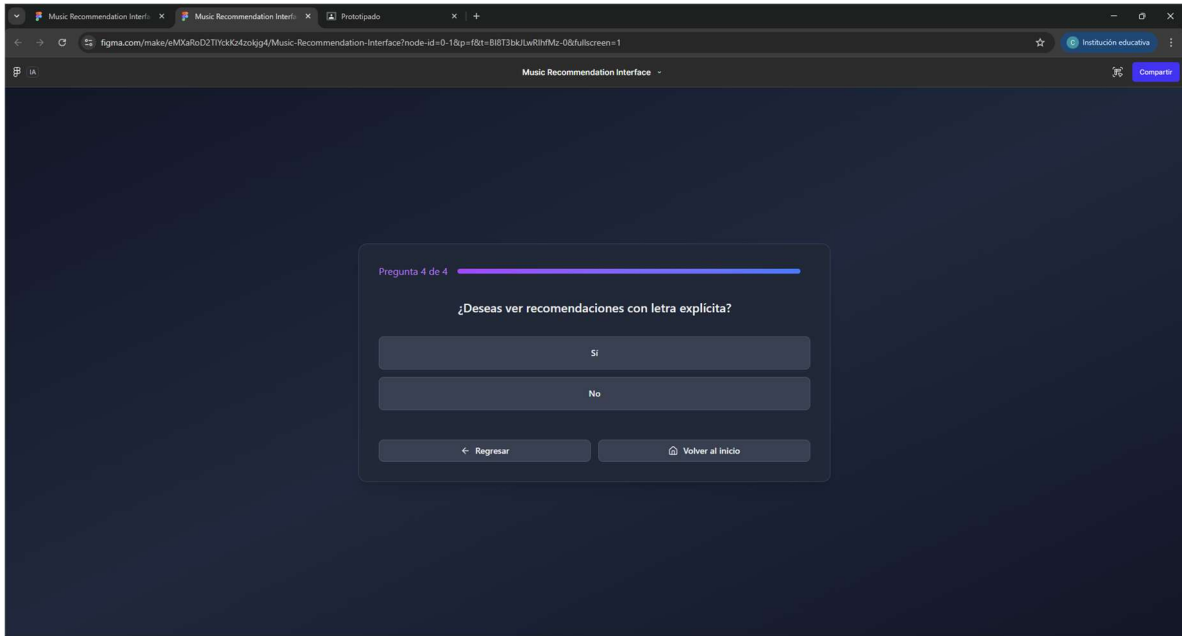 Music Recommendation Interfa
Music Recommendation Interfa
Prototipado
figma.com/make/eMXaRoD2TlYckKz4zokjg4/Music-Recommendation-Interface?node-id=0-1&p=f&t=BI8T3bkJLwRlhfMz-0&fullscreen=1
C Institución educativa
IA
Music Recommendation Interface
Compartir
Pregunta 4 de 4
¿Deseas ver recomendaciones con letra explícita?
Sí
No
← Regresar
Volver al inicio